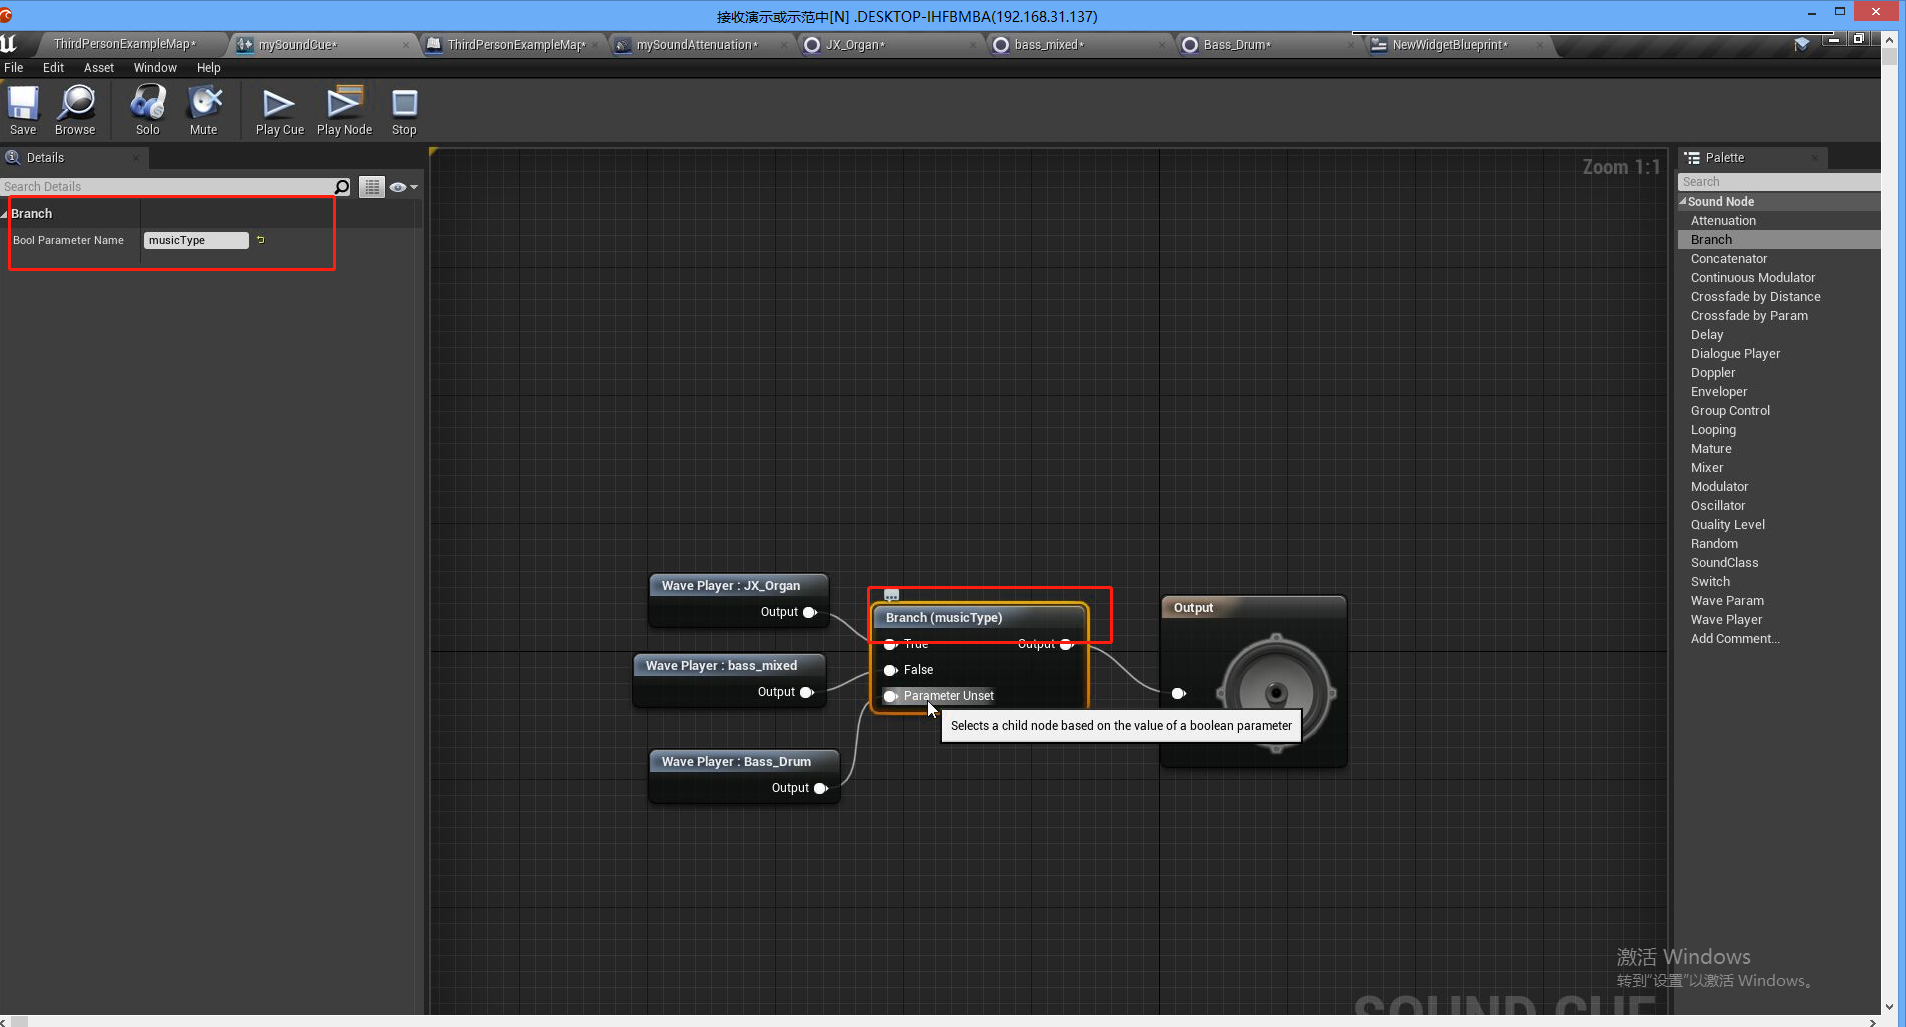 接收演示或示范中[N] .DESKTOP-IHFBMBA(192.168.31.137)
ThirdPersonExampleMap*
mySoundCue*
ThirdPersonExampleMap*
mySoundAttenuation*
JX_Organ*
bass_mixed*
Bass_Drum*
NewWidgetBlueprint*
File Edit Asset Window Help
Save Browse Solo Mute Play Cue Play Node Stop
Details
Search Details
Branch
Bool Parameter Name musicType
Zoom 1:1
Wave Player : JX_Organ
Output
Wave Player : bass_mixed
Output
Wave Player : Bass_Drum
Output
Branch (musicType)
True Output
False
Parameter Unset
Selects a child node based on the value of a boolean parameter
Output
Palette
Search
Sound Node
Attenuation
Branch
Concatenator
Continuous Modulator
Crossfade by Distance
Crossfade by Param
Delay
Dialogue Player
Doppler
Enveloper
Group Control
Looping
Mature
Mixer
Modulator
Oscillator
Quality Level
Random
SoundClass
Switch
Wave Param
Wave Player
Add Comment...
激活 Windows
转到“设置”以激活 Windows。
SOUND CUE